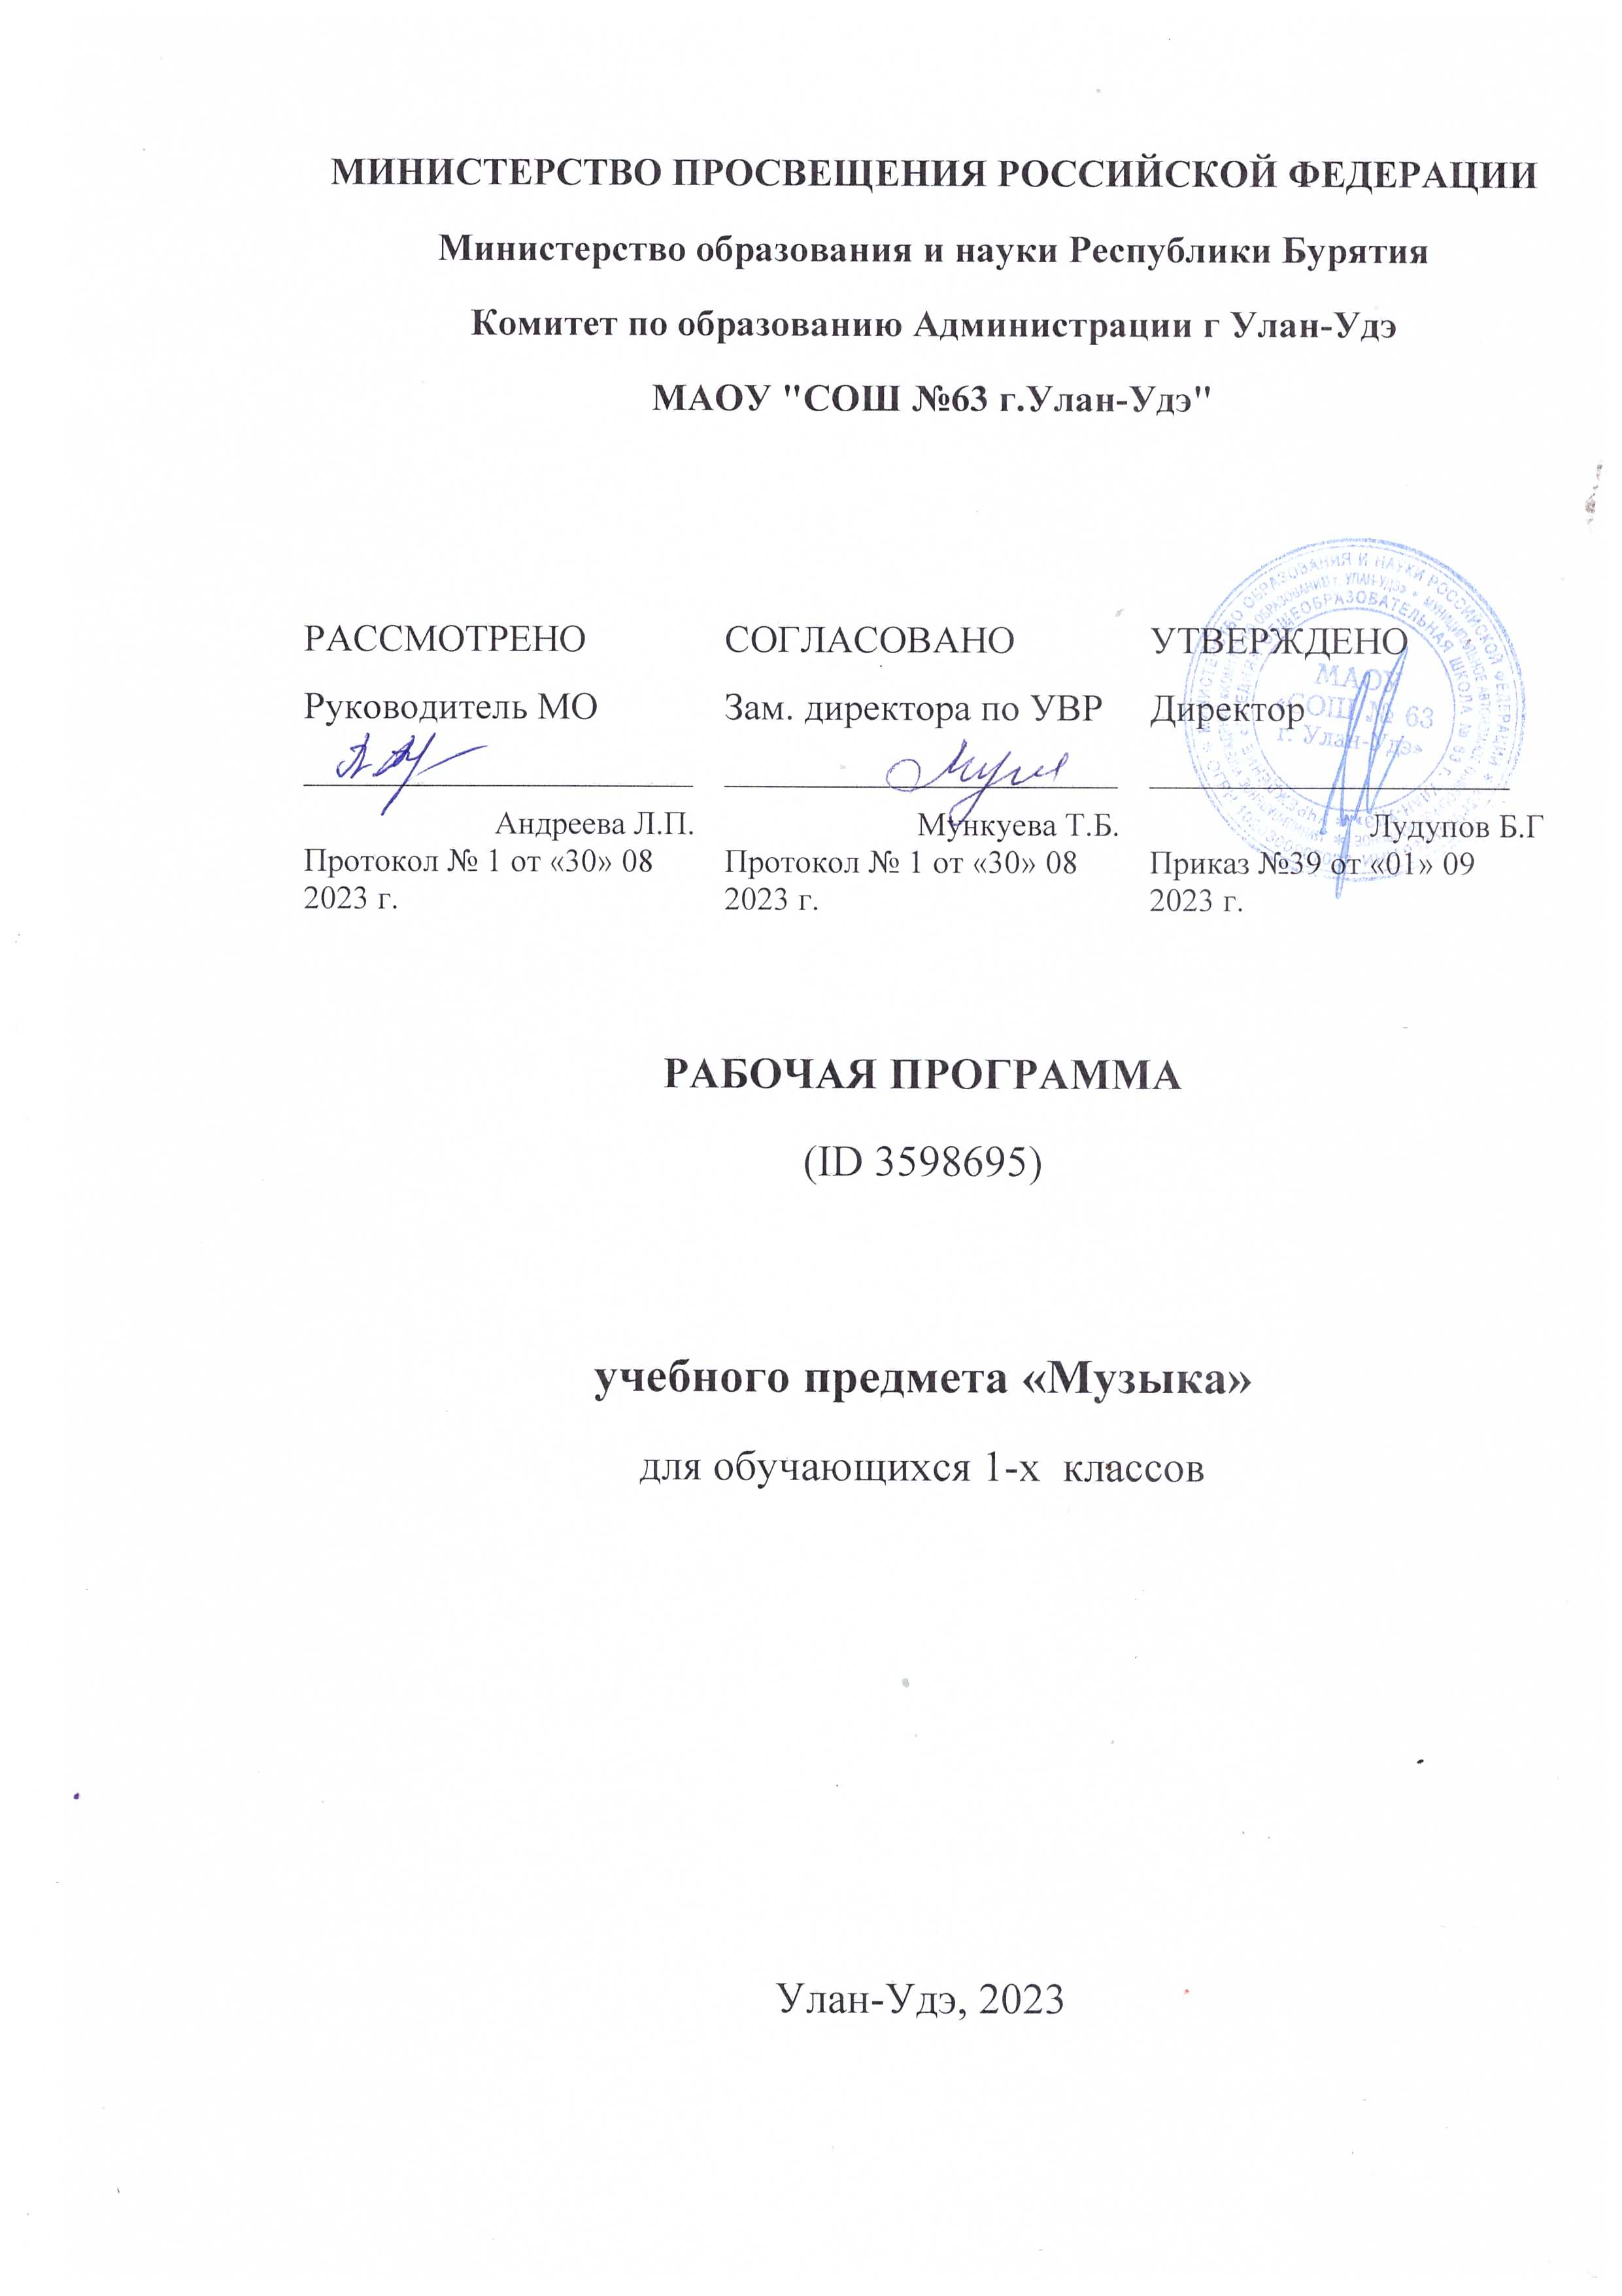 МИНИСТЕРСТВО ПРОСВЕЩЕНИЯ РОССИЙСКОЙ ФЕДЕРАЦИИ
Министерство образования и науки Республики Бурятия
Комитет по образованию Администрации г Улан-Удэ
МАОУ "СОШ №63 г.Улан-Удэ"
РАССМОТРЕНО
Руководитель МО
Андреева Л.П.
Протокол № 1 от «30» 08
2023 г.
СОГЛАСОВАНО
Зам. директора по УВР
Мункуева Т.Б.
Протокол № 1 от «30» 08
2023 г.
УТВЕРЖДЕНО
Директор
Лудупов Б.Г
Приказ №39 от «01» 09
2023 г.
МАОУ
«СОШ № 63
г. Улан-Удэ»
РАБОЧАЯ ПРОГРАММА
(ID 3598695)
учебного предмета «Музыка»
для обучающихся 1-х классов
Улан-Удэ, 2023